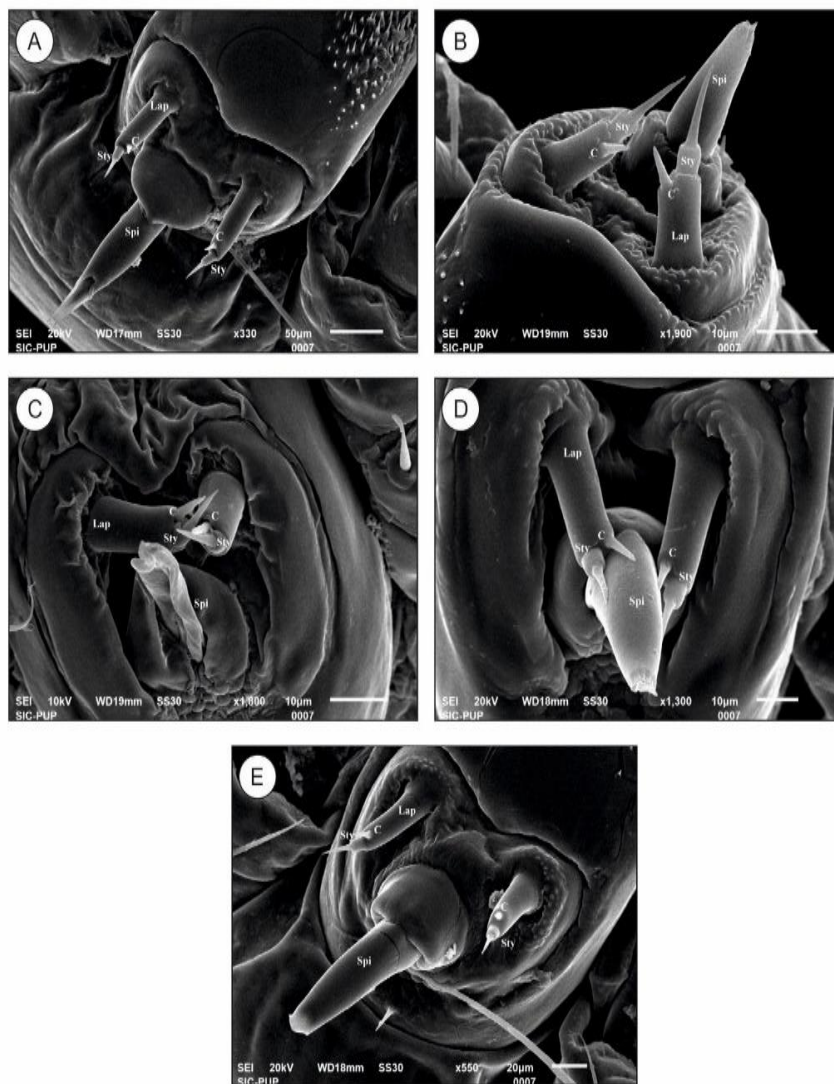 A
Lap
C
Sty
Spi
C
Sty
SEI 20kV WD17mm SS30 x330 50µm
SIC-PUP 0007
B
Spi
Sty
C
Sty
C
Lap
SEI 20kV WD19mm SS30 x1,900 10µm
SIC-PUP 0007
C
Lap
C
C
Sty
Sty
Spi
SEI 10kV WD19mm SS30 x1,800 10µm
SIC-PUP 0007
D
Lap
C
Sty
C
Sty
Spi
SEI 20kV WD18mm SS30 x1,300 10µm
SIC-PUP 0007
E
Lap
Sty
C
C
Sty
Spi
SEI 20kV WD18mm SS30 x550 20µm
SIC-PUP 0007